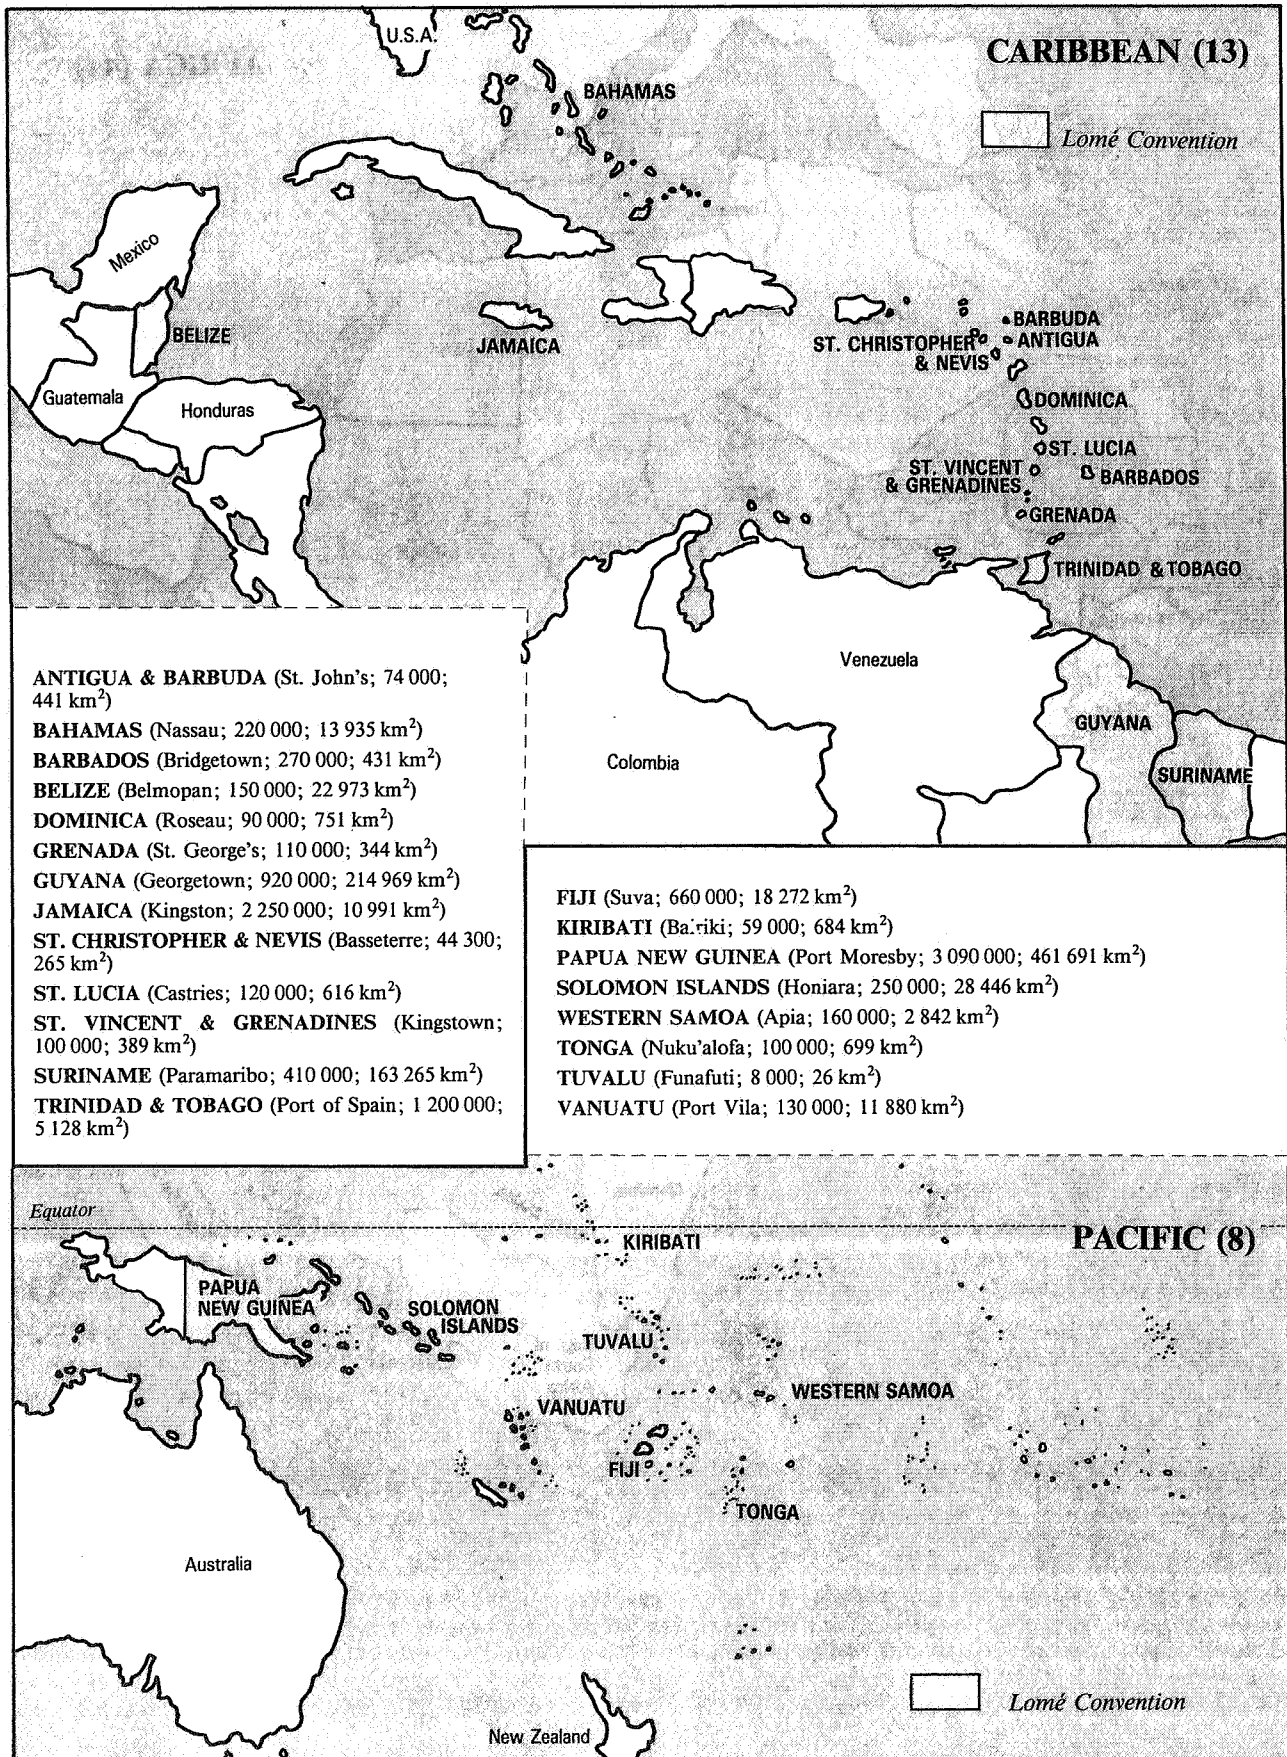 U.S.A.
CARIBBEAN (13)
BAHAMAS
Lomé Convention
Mexico
BELIZE
JAMAICA
BARBUDA
ST. CHRISTOPHER
& NEVIS
ANTIGUA
Guatemala
Honduras
DOMINICA
ST. LUCIA
ST. VINCENT
& GRENADINES
BARBADOS
GRENADA
TRINIDAD & TOBAGO
Venezuela
GUYANA
Colombia
SURINAME
ANTIGUA & BARBUDA (St. John's; 74 000;
441 km²)
BAHAMAS (Nassau; 220 000; 13 935 km²)
BARBADOS (Bridgetown; 270 000; 431 km²)
BELIZE (Belmopan; 150 000; 22 973 km²)
DOMINICA (Roseau; 90 000; 751 km²)
GRENADA (St. George's; 110 000; 344 km²)
GUYANA (Georgetown; 920 000; 214 969 km²)
JAMAICA (Kingston; 2 250 000; 10 991 km²)
ST. CHRISTOPHER & NEVIS (Basseterre; 44 300;
265 km²)
ST. LUCIA (Castries; 120 000; 616 km²)
ST. VINCENT & GRENADINES (Kingstown;
100 000; 389 km²)
SURINAME (Paramaribo; 410 000; 163 265 km²)
TRINIDAD & TOBAGO (Port of Spain; 1 200 000;
5 128 km²)
FIJI (Suva; 660 000; 18 272 km²)
KIRIBATI (Bairiki; 59 000; 684 km²)
PAPUA NEW GUINEA (Port Moresby; 3 090 000; 461 691 km²)
SOLOMON ISLANDS (Honiara; 250 000; 28 446 km²)
WESTERN SAMOA (Apia; 160 000; 2 842 km²)
TONGA (Nuku'alofa; 100 000; 699 km²)
TUVALU (Funafuti; 8 000; 26 km²)
VANUATU (Port Vila; 130 000; 11 880 km²)
Equator
PACIFIC (8)
KIRIBATI
PAPUA
NEW GUINEA
SOLOMON
ISLANDS
TUVALU
WESTERN SAMOA
VANUATU
FIJI
TONGA
Australia
New Zealand
Lomé Convention